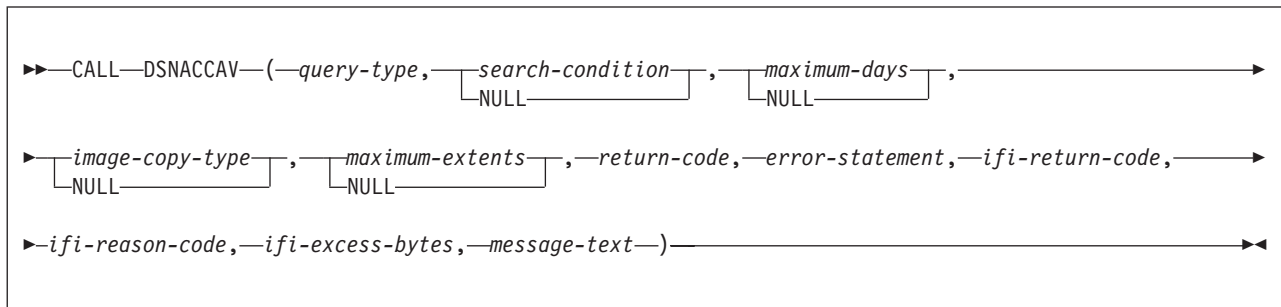 CALL DSNACCAV ( query-type, search-condition , maximum-days ,
NULL NULL
image-copy-type , maximum-extents , return-code, error-statement, ifi-return-code,
NULL NULL
ifi-reason-code, ifi-excess-bytes, message-text )